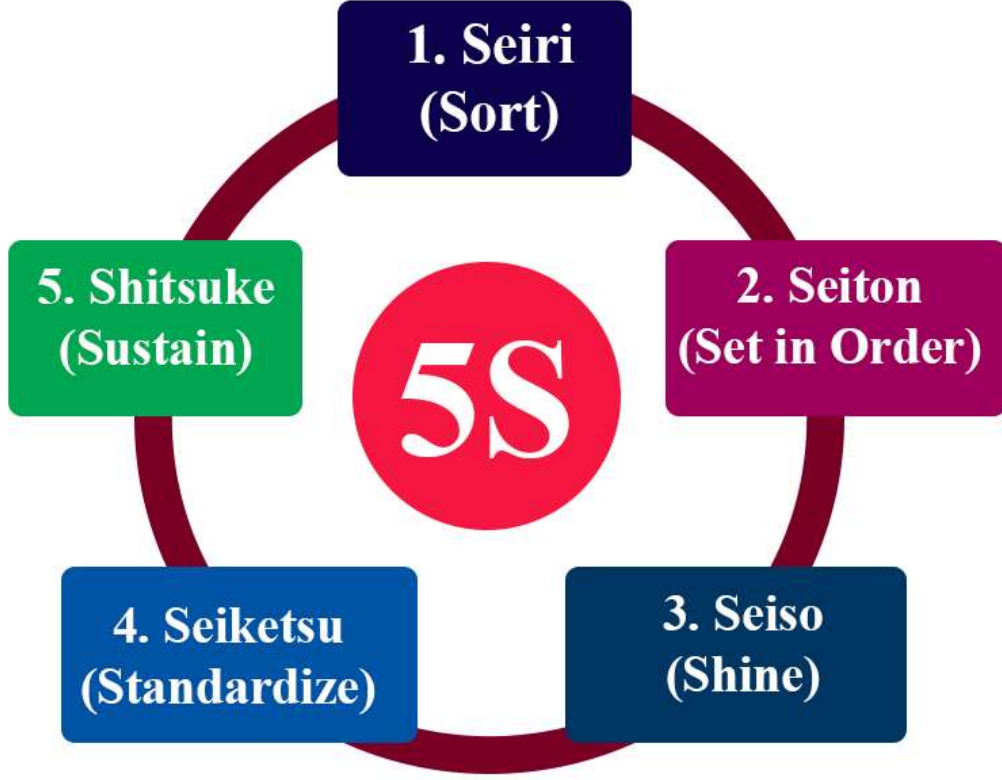 1. Seiri
(Sort)
2. Seiton
(Set in Order)
3. Seiso
(Shine)
4. Seiketsu
(Standardize)
5. Shitsuke
(Sustain)
5S